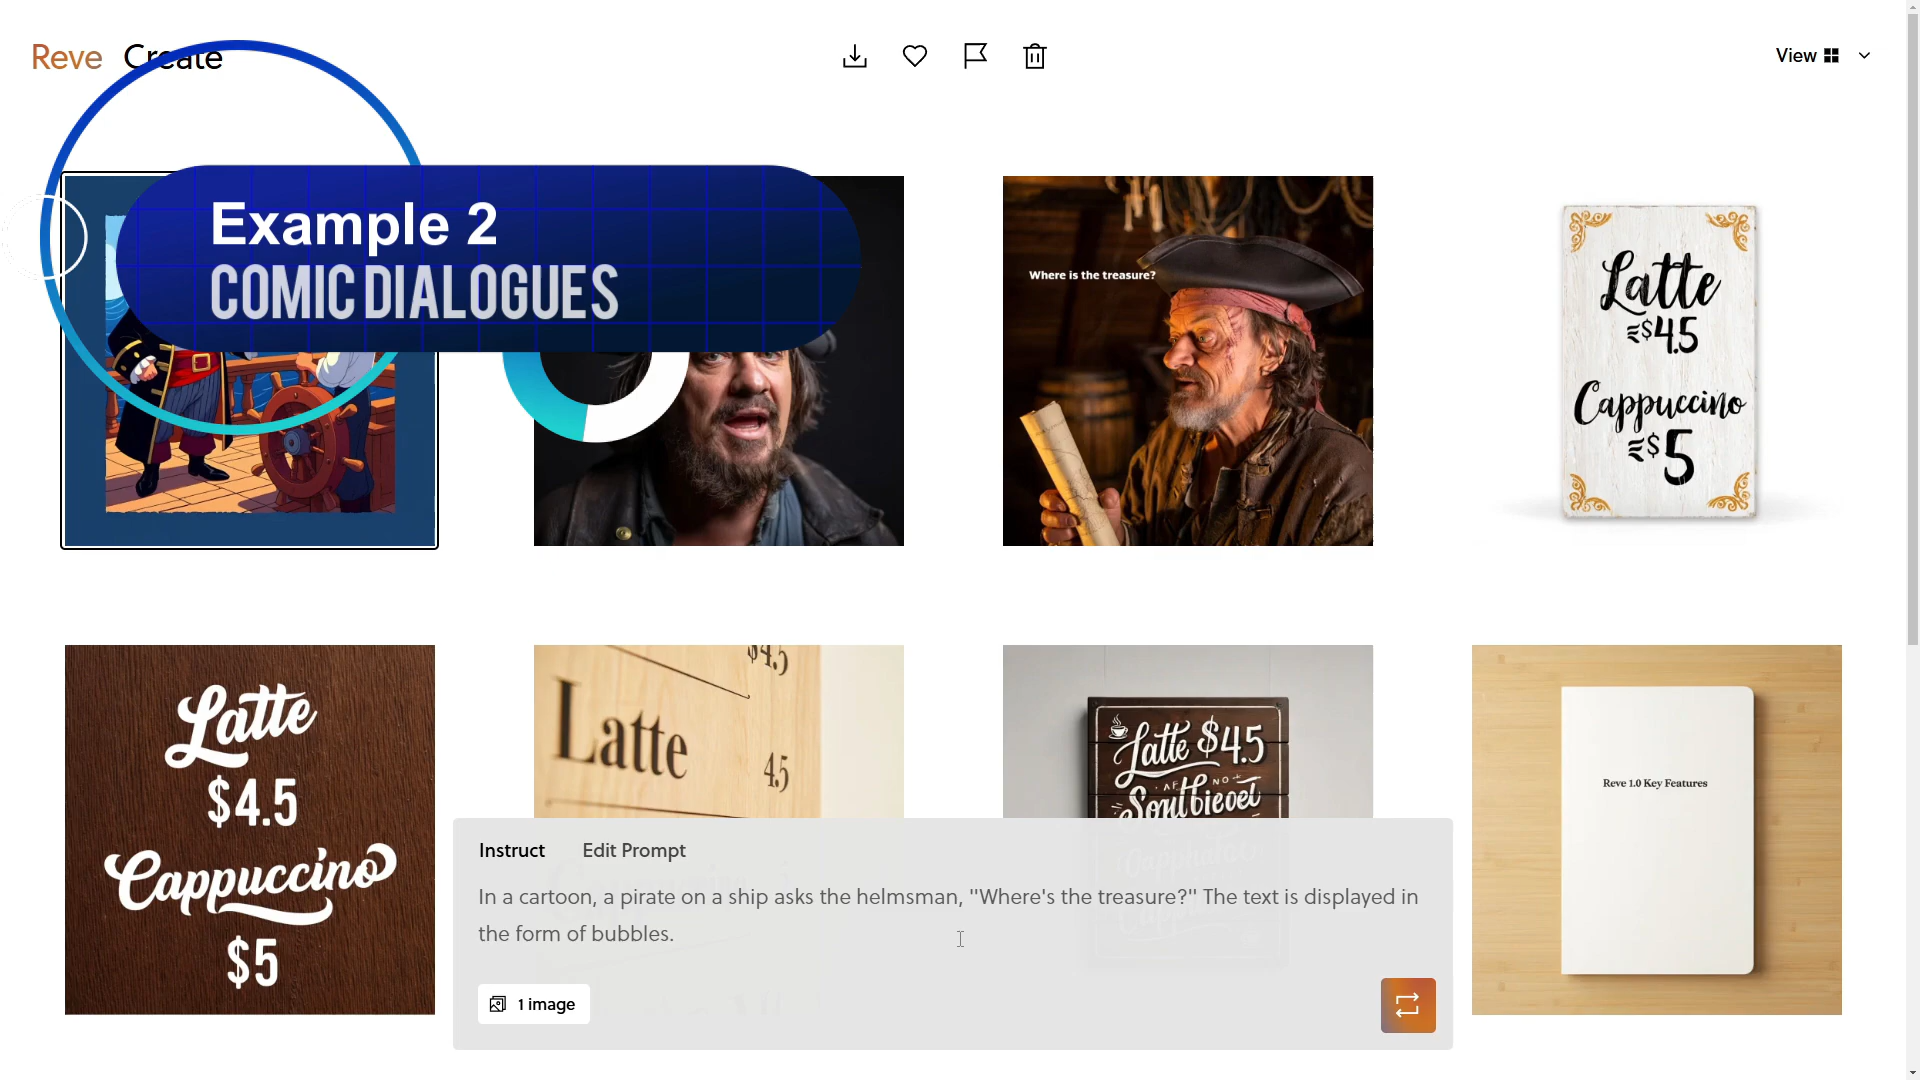 Reve Create
View
Example 2
COMIC DIALOGUES
Where is the treasure?
Latte
$4.5
Cappuccino
$5
Latte
$4.5
Cappuccino
$5
$4.5
Latte
4.5
Latte $4.5
Reve 1.0 Key Features
Instruct Edit Prompt
In a cartoon, a pirate on a ship asks the helmsman, "Where's the treasure?" The text is displayed in
the form of bubbles.
1 image